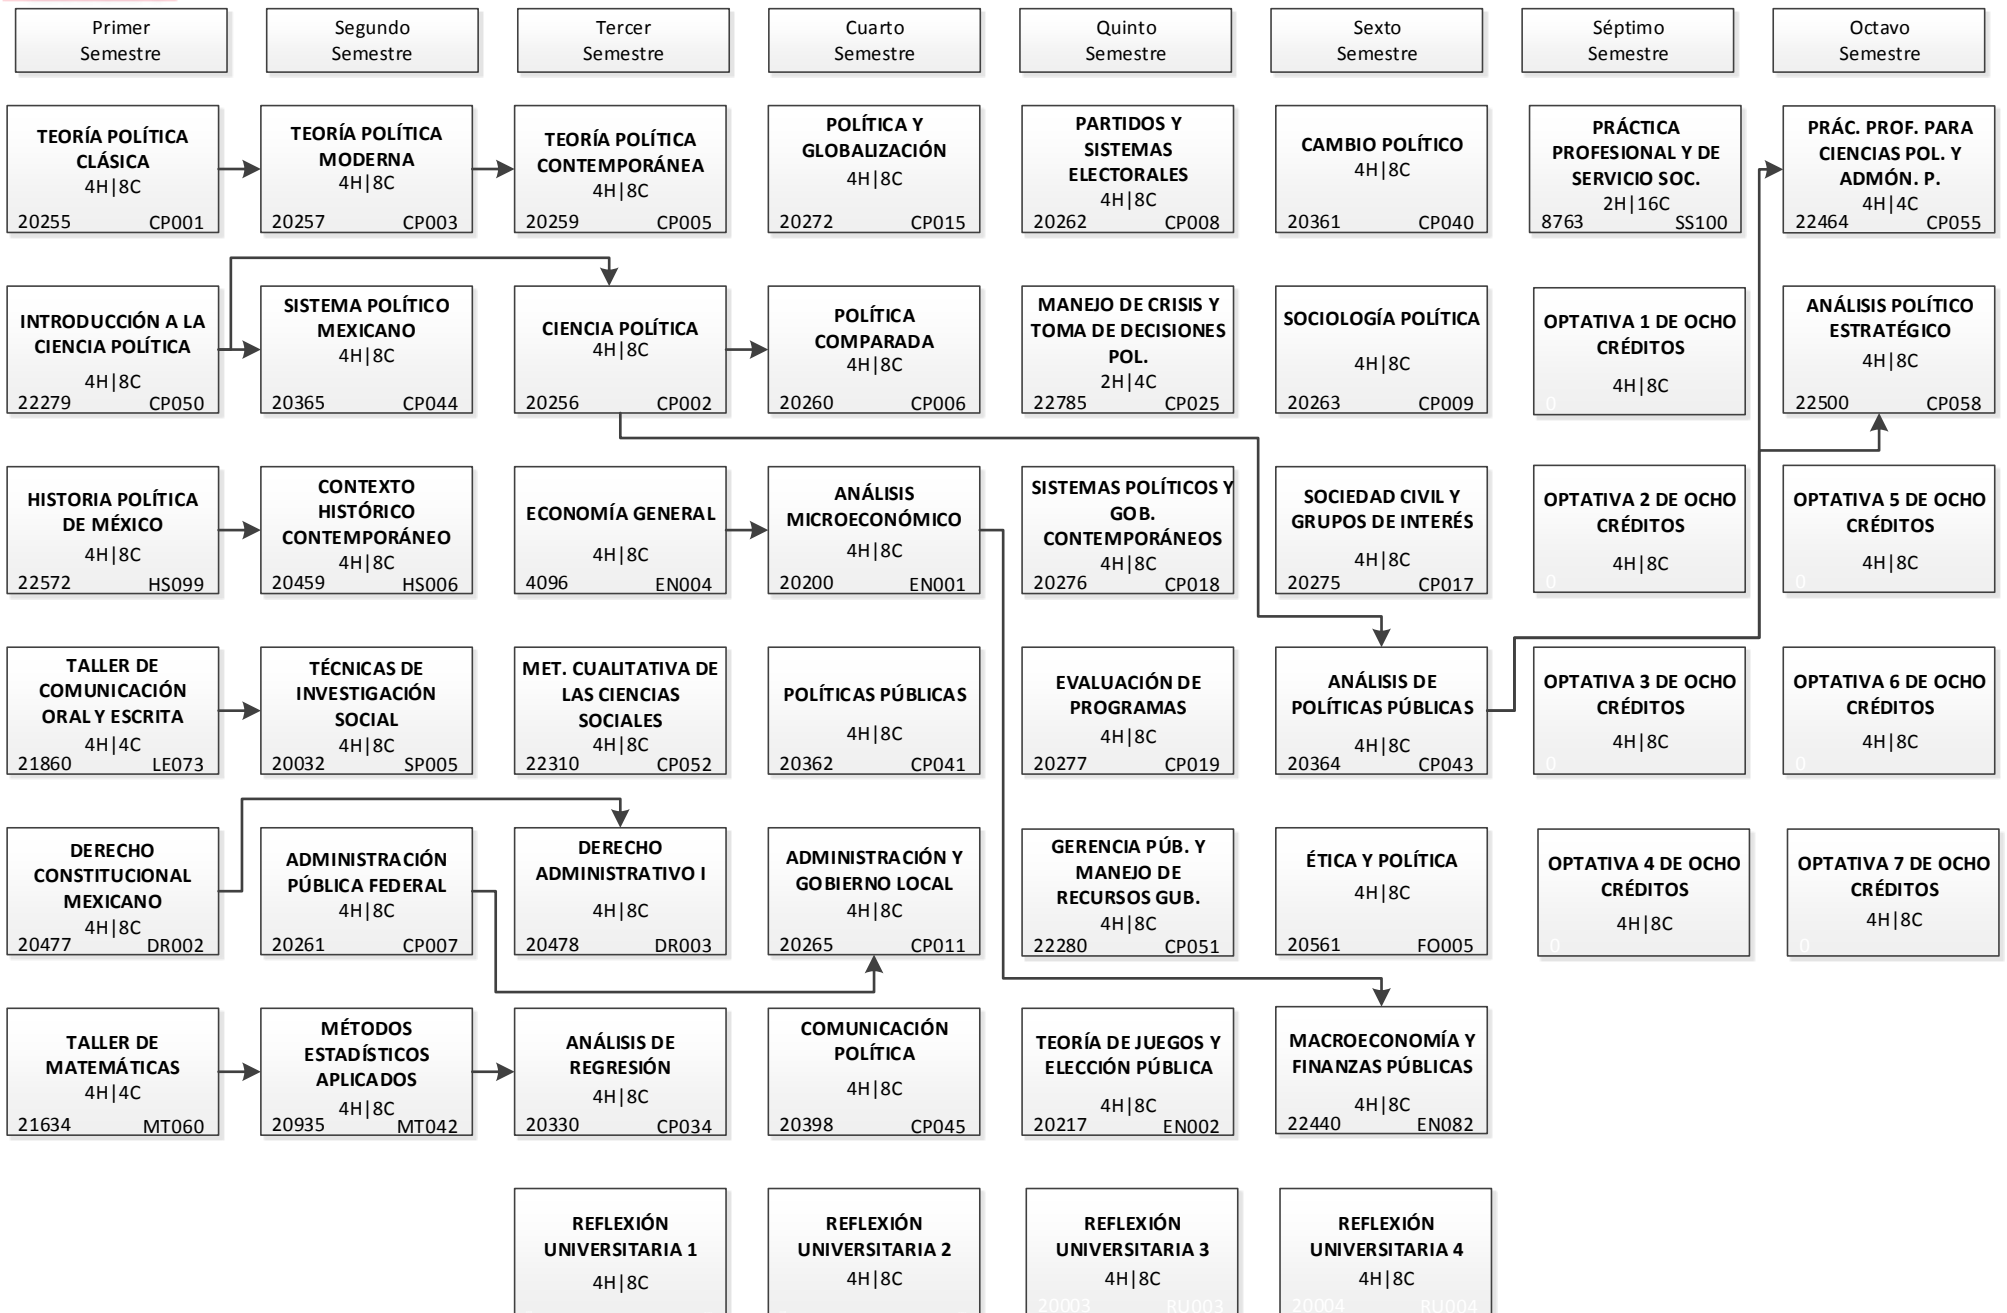 Primer
Semestre
Segundo
Semestre
Tercer
Semestre
Cuarto
Semestre
Quinto
Semestre
Sexto
Semestre
Séptimo
Semestre
Octavo
Semestre
TEORÍA POLÍTICA
CLÁSICA
4H|8C
20255 CP001
TEORÍA POLÍTICA
MODERNA
4H|8C
20257 CP003
TEORÍA POLÍTICA
CONTEMPORÁNEA
4H|8C
20259 CP005
POLÍTICA Y
GLOBALIZACIÓN
4H|8C
20272 CP015
PARTIDOS Y
SISTEMAS
ELECTORALES
4H|8C
20262 CP008
CAMBIO POLÍTICO
4H|8C
20361 CP040
PRÁCTICA
PROFESIONAL Y DE
SERVICIO SOC.
2H|16C
8763 SS100
PRÁC. PROF. PARA
CIENCIAS POL. Y
ADMÓN. P.
4H|4C
22464 CP055
INTRODUCCIÓN A LA
CIENCIA POLÍTICA
4H|8C
22279 CP050
SISTEMA POLÍTICO
MEXICANO
4H|8C
20365 CP044
CIENCIA POLÍTICA
4H|8C
20256 CP002
POLÍTICA
COMPARADA
4H|8C
20260 CP006
MANEJO DE CRISIS Y
TOMA DE DECISIONES
POL.
2H|4C
22785 CP025
SOCIOLOGÍA POLÍTICA
4H|8C
20263 CP009
OPTATIVA 1 DE OCHO
CRÉDITOS
4H|8C
0
ANÁLISIS POLÍTICO
ESTRATÉGICO
4H|8C
22500 CP058
HISTORIA POLÍTICA
DE MÉXICO
4H|8C
22572 HS099
CONTEXTO
HISTÓRICO
CONTEMPORÁNEO
4H|8C
20459 HS006
ECONOMÍA GENERAL
4H|8C
4096 EN004
ANÁLISIS
MICROECONÓMICO
4H|8C
20200 EN001
SISTEMAS POLÍTICOS Y
GOB.
CONTEMPORÁNEOS
4H|8C
20276 CP018
SOCIEDAD CIVIL Y
GRUPOS DE INTERÉS
4H|8C
20275 CP017
OPTATIVA 2 DE OCHO
CRÉDITOS
4H|8C
0
OPTATIVA 5 DE OCHO
CRÉDITOS
4H|8C
0
TALLER DE
COMUNICACIÓN
ORAL Y ESCRITA
4H|4C
21860 LE073
TÉCNICAS DE
INVESTIGACIÓN
SOCIAL
4H|8C
20032 SP005
MET. CUALITATIVA DE
LAS CIENCIAS
SOCIALES
4H|8C
22310 CP052
POLÍTICAS PÚBLICAS
4H|8C
20362 CP041
EVALUACIÓN DE
PROGRAMAS
4H|8C
20277 CP019
ANÁLISIS DE
POLÍTICAS PÚBLICAS
4H|8C
20364 CP043
OPTATIVA 3 DE OCHO
CRÉDITOS
4H|8C
0
OPTATIVA 6 DE OCHO
CRÉDITOS
4H|8C
0
DERECHO
CONSTITUCIONAL
MEXICANO
4H|8C
20477 DR002
ADMINISTRACIÓN
PÚBLICA FEDERAL
4H|8C
20261 CP007
DERECHO
ADMINISTRATIVO I
4H|8C
20478 DR003
ADMINISTRACIÓN Y
GOBIERNO LOCAL
4H|8C
20265 CP011
GERENCIA PÚB. Y
MANEJO DE
RECURSOS GUB.
4H|8C
22280 CP051
ÉTICA Y POLÍTICA
4H|8C
20561 FO005
OPTATIVA 4 DE OCHO
CRÉDITOS
4H|8C
0
OPTATIVA 7 DE OCHO
CRÉDITOS
4H|8C
0
TALLER DE
MATEMÁTICAS
4H|4C
21634 MT060
MÉTODOS
ESTADÍSTICOS
APLICADOS
4H|8C
20935 MT042
ANÁLISIS DE
REGRESIÓN
4H|8C
20330 CP034
COMUNICACIÓN
POLÍTICA
4H|8C
20398 CP045
TEORÍA DE JUEGOS Y
ELECCIÓN PÚBLICA
4H|8C
20217 EN002
MACROECONOMÍA Y
FINANZAS PÚBLICAS
4H|8C
22440 EN082
REFLEXIÓN
UNIVERSITARIA 1
4H|8C
REFLEXIÓN
UNIVERSITARIA 2
4H|8C
REFLEXIÓN
UNIVERSITARIA 3
4H|8C
20003 RU003
REFLEXIÓN
UNIVERSITARIA 4
4H|8C
20004 RU004